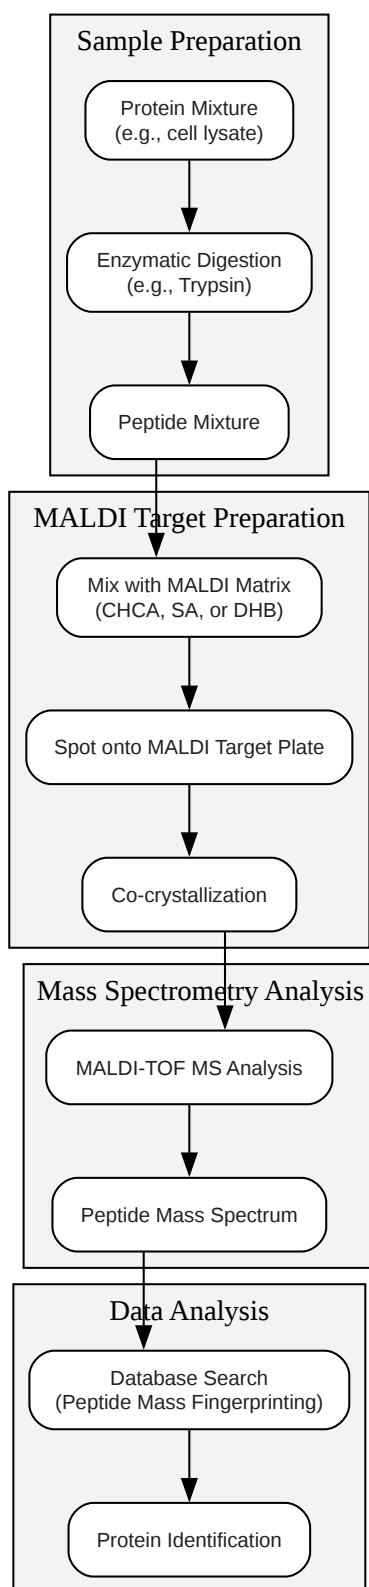 Sample Preparation
Protein Mixture
(e.g., cell lysate)
Enzymatic Digestion
(e.g., Trypsin)
Peptide Mixture
MALDI Target Preparation
Mix with MALDI Matrix
(CHCA, SA, or DHB)
Spot onto MALDI Target Plate
Co-crystallization
Mass Spectrometry Analysis
MALDI-TOF MS Analysis
Peptide Mass Spectrum
Data Analysis
Database Search
(Peptide Mass Fingerprinting)
Protein Identification